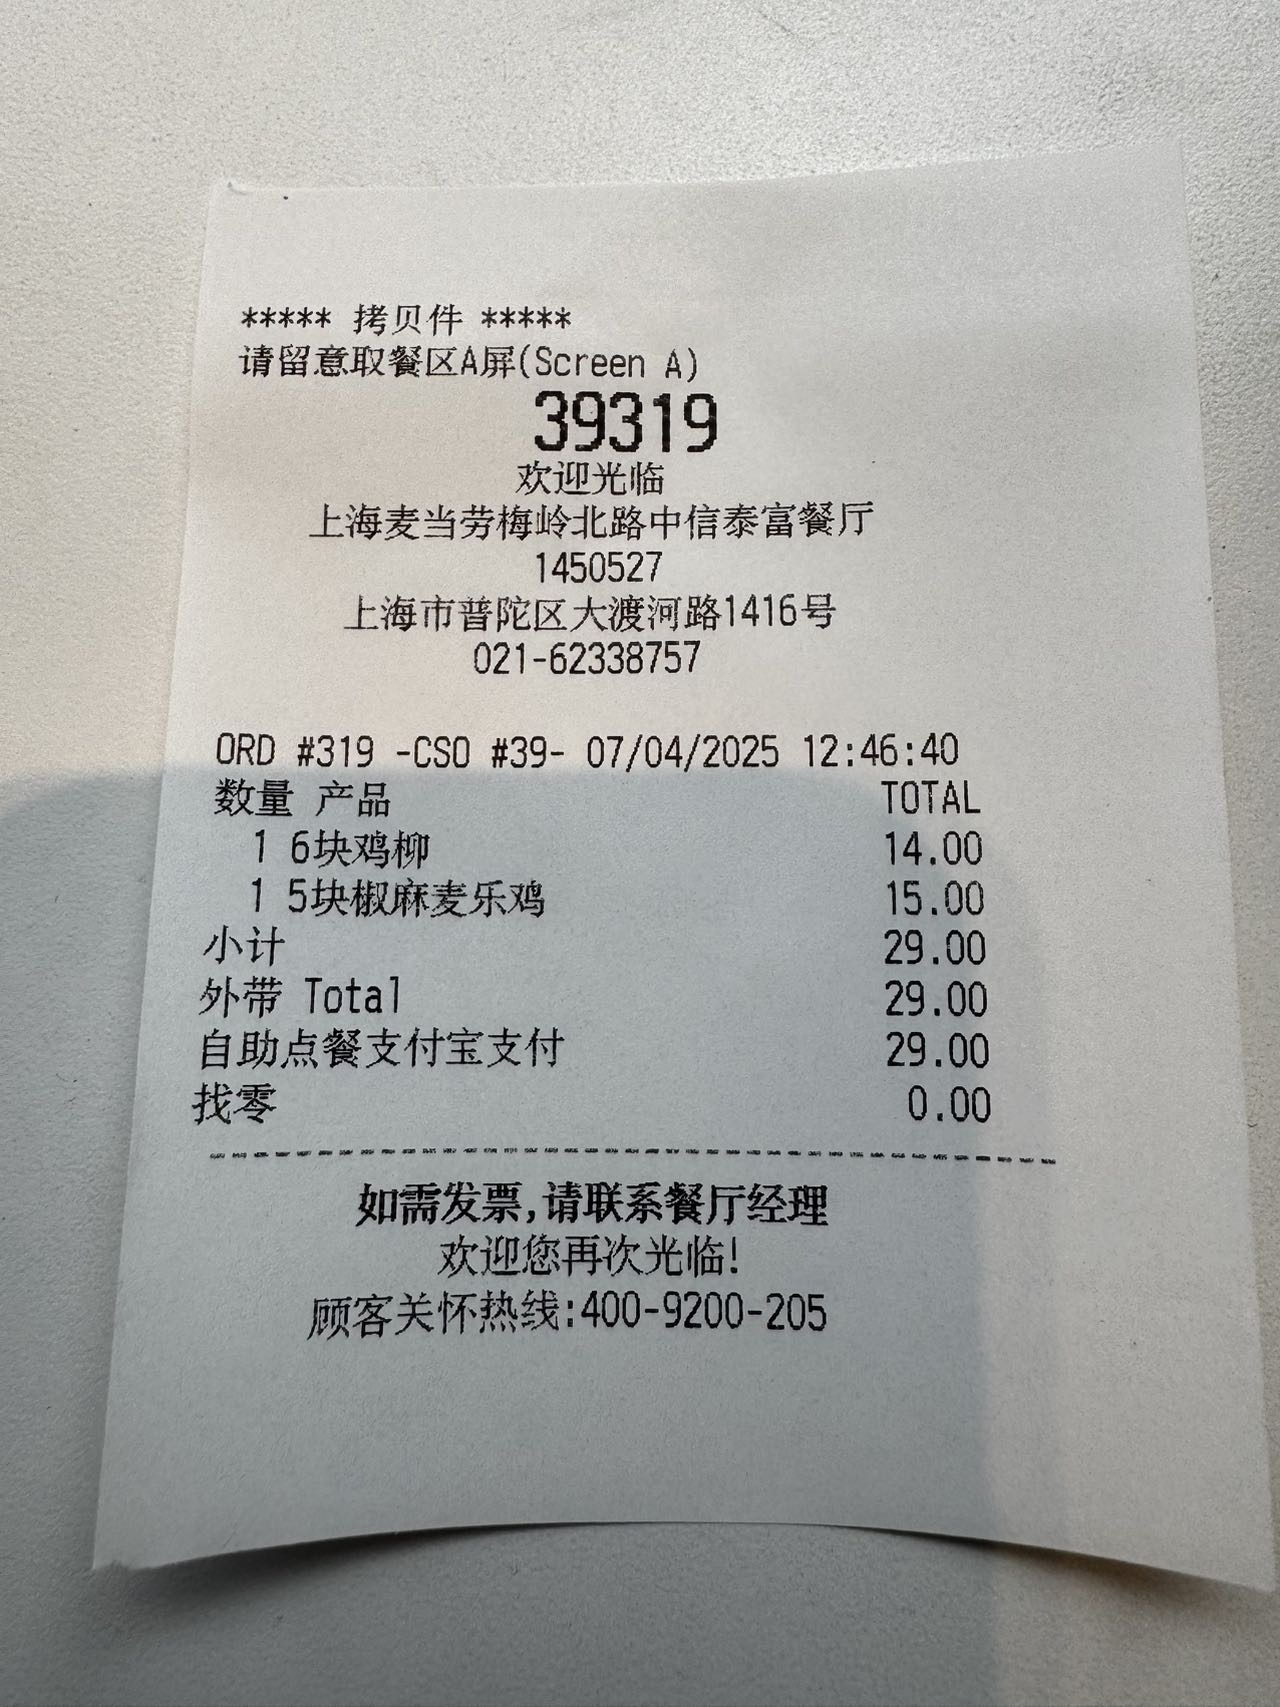 ***** 拷贝件 *****
请留意取餐区A屏(Screen A)
39319
欢迎光临
上海麦当劳梅岭北路中信泰富餐厅
1450527
上海市普陀区大渡河路1416号
021-62338757
ORD #319 -CSO #39- 07/04/2025 12:46:40
数量 产品 TOTAL
1 6块鸡柳 14.00
1 5块椒麻麦乐鸡 15.00
小计 29.00
外带 Total 29.00
自助点餐支付宝支付 29.00
找零 0.00
如需发票,请联系餐厅经理
欢迎您再次光临!
顾客关怀热线:400-9200-205